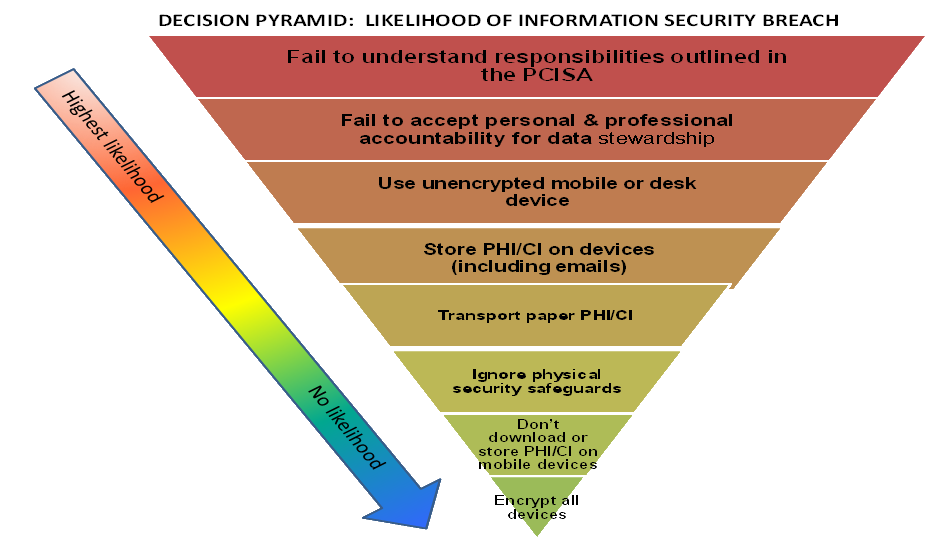 DECISION PYRAMID: LIKELIHOOD OF INFORMATION SECURITY BREACH
Fail to understand responsibilities outlined in
the PCISA
Highest likelihood
Fail to accept personal & professional
accountability for data stewardship
Use unencrypted mobile or desk
device
Store PHI/CI on devices
(including emails)
Transport paper PHI/CI
Ignore physical
security safeguards
No likelihood
Don't
download or
store PHI/CI on
mobile devices
Encrypt all
devices